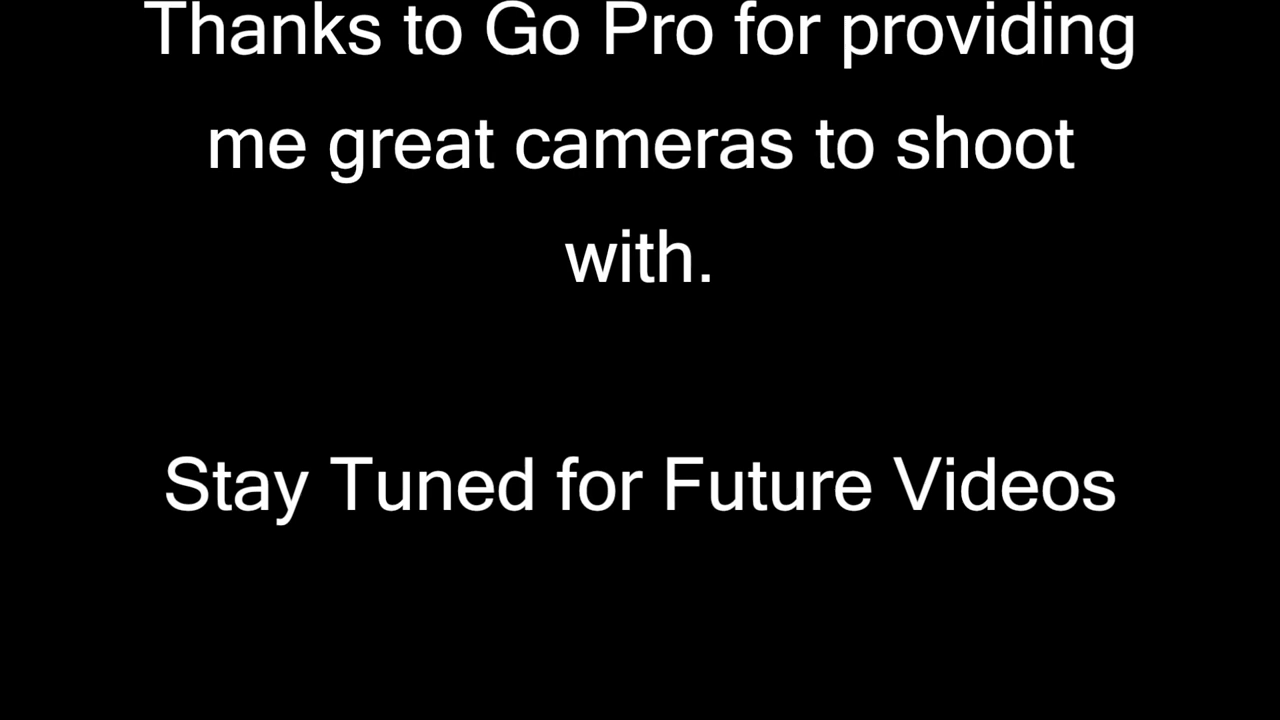 Thanks to Go Pro for providing
me great cameras to shoot
with.
Stay Tuned for Future Videos